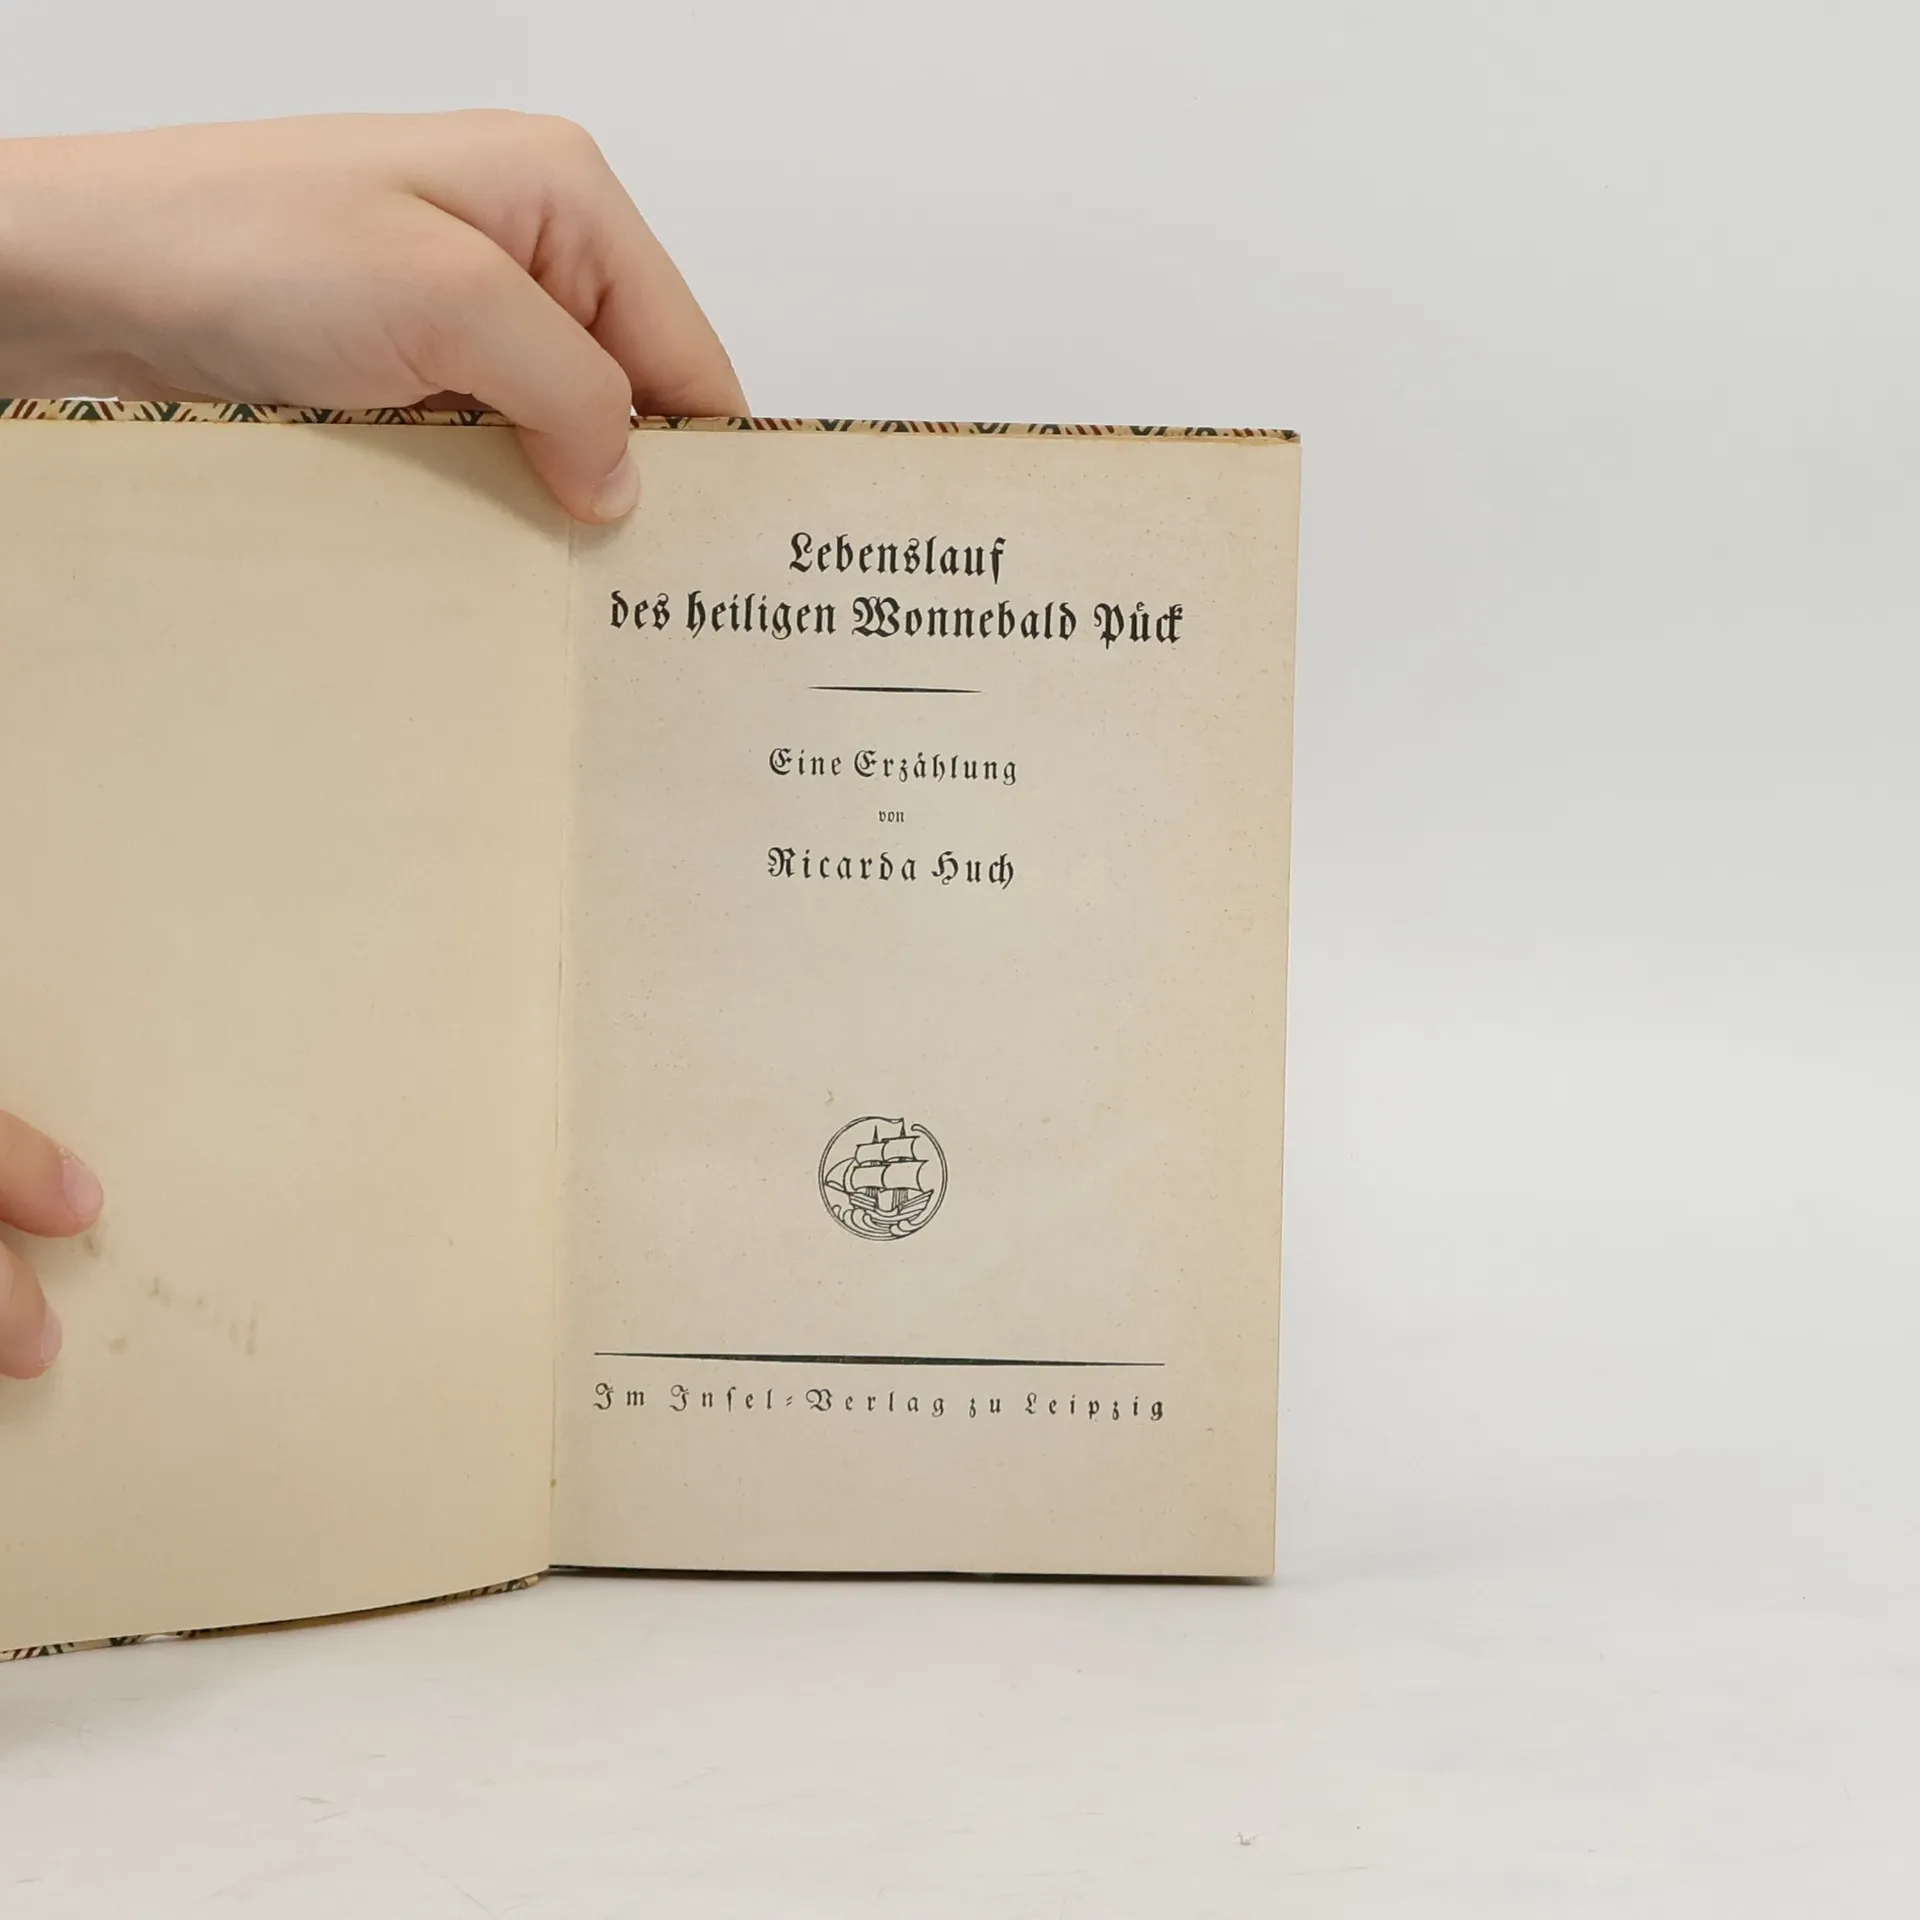 Lebenslauf
des heiligen Wonnebald Pück
Eine Erzählung
von
Ricarda Huch
Im Inſel-Verlag zu Leipzig